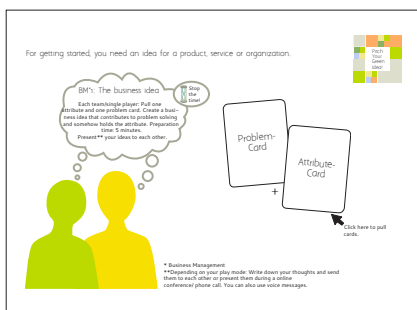 For getting started, you need an idea for a product, service or organization.
Pitch
Your
Green
Idea!
BM*1: The business idea
Stop
the
time!
Each team/single player: Pull one
attribute and one problem card. Create a busi-
ness idea that contributes to problem solving
and somehow holds the attribute. Preparation
time: 5 minutes.
Present** your ideas to each other.
Problem-
Card
Attribute-
Card
+
Click here to pull
cards.
* Business Management
**Depending on your play mode: Write down your thoughts and send
them to each other or present them during a online
conference/ phone call. You can also use voice messages.